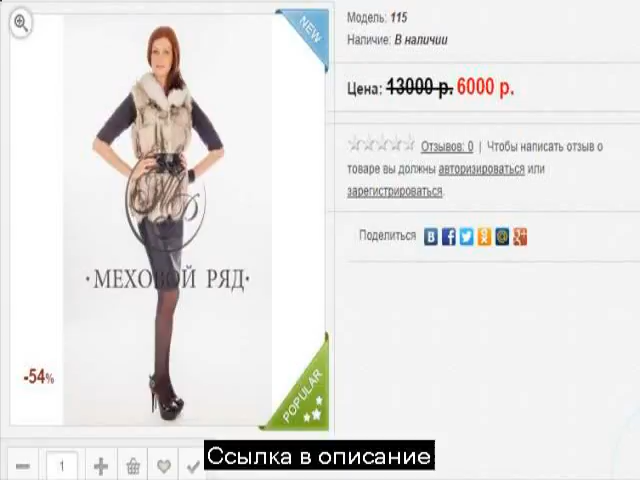 NEW
Модель: 115
Наличие: В наличии
Цена: 13000 р. 6000 р.
Отзывов: 0 | Чтобы написать отзыв о
товаре вы должны авторизироваться или
зарегистрироваться.
Поделиться
·МЕХОВОЙ РЯД·
-54%
POPULAR
1
Ссылка в описание